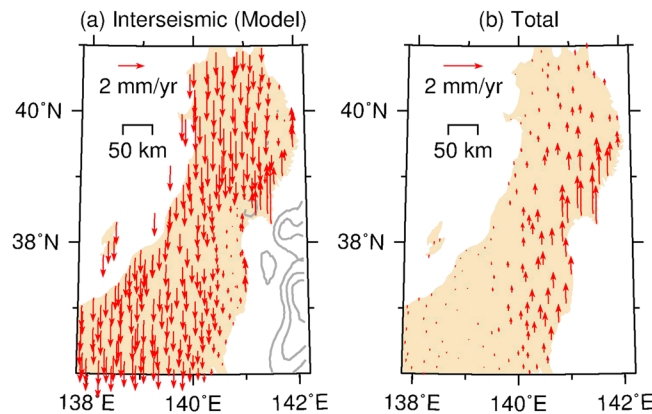 (a) Interseismic (Model)
(b) Total
2 mm/yr
2 mm/yr
40˚N
40˚N
50 km
50 km
38˚N
38˚N
138˚E
140˚E
142˚E
138˚E
140˚E
142˚E